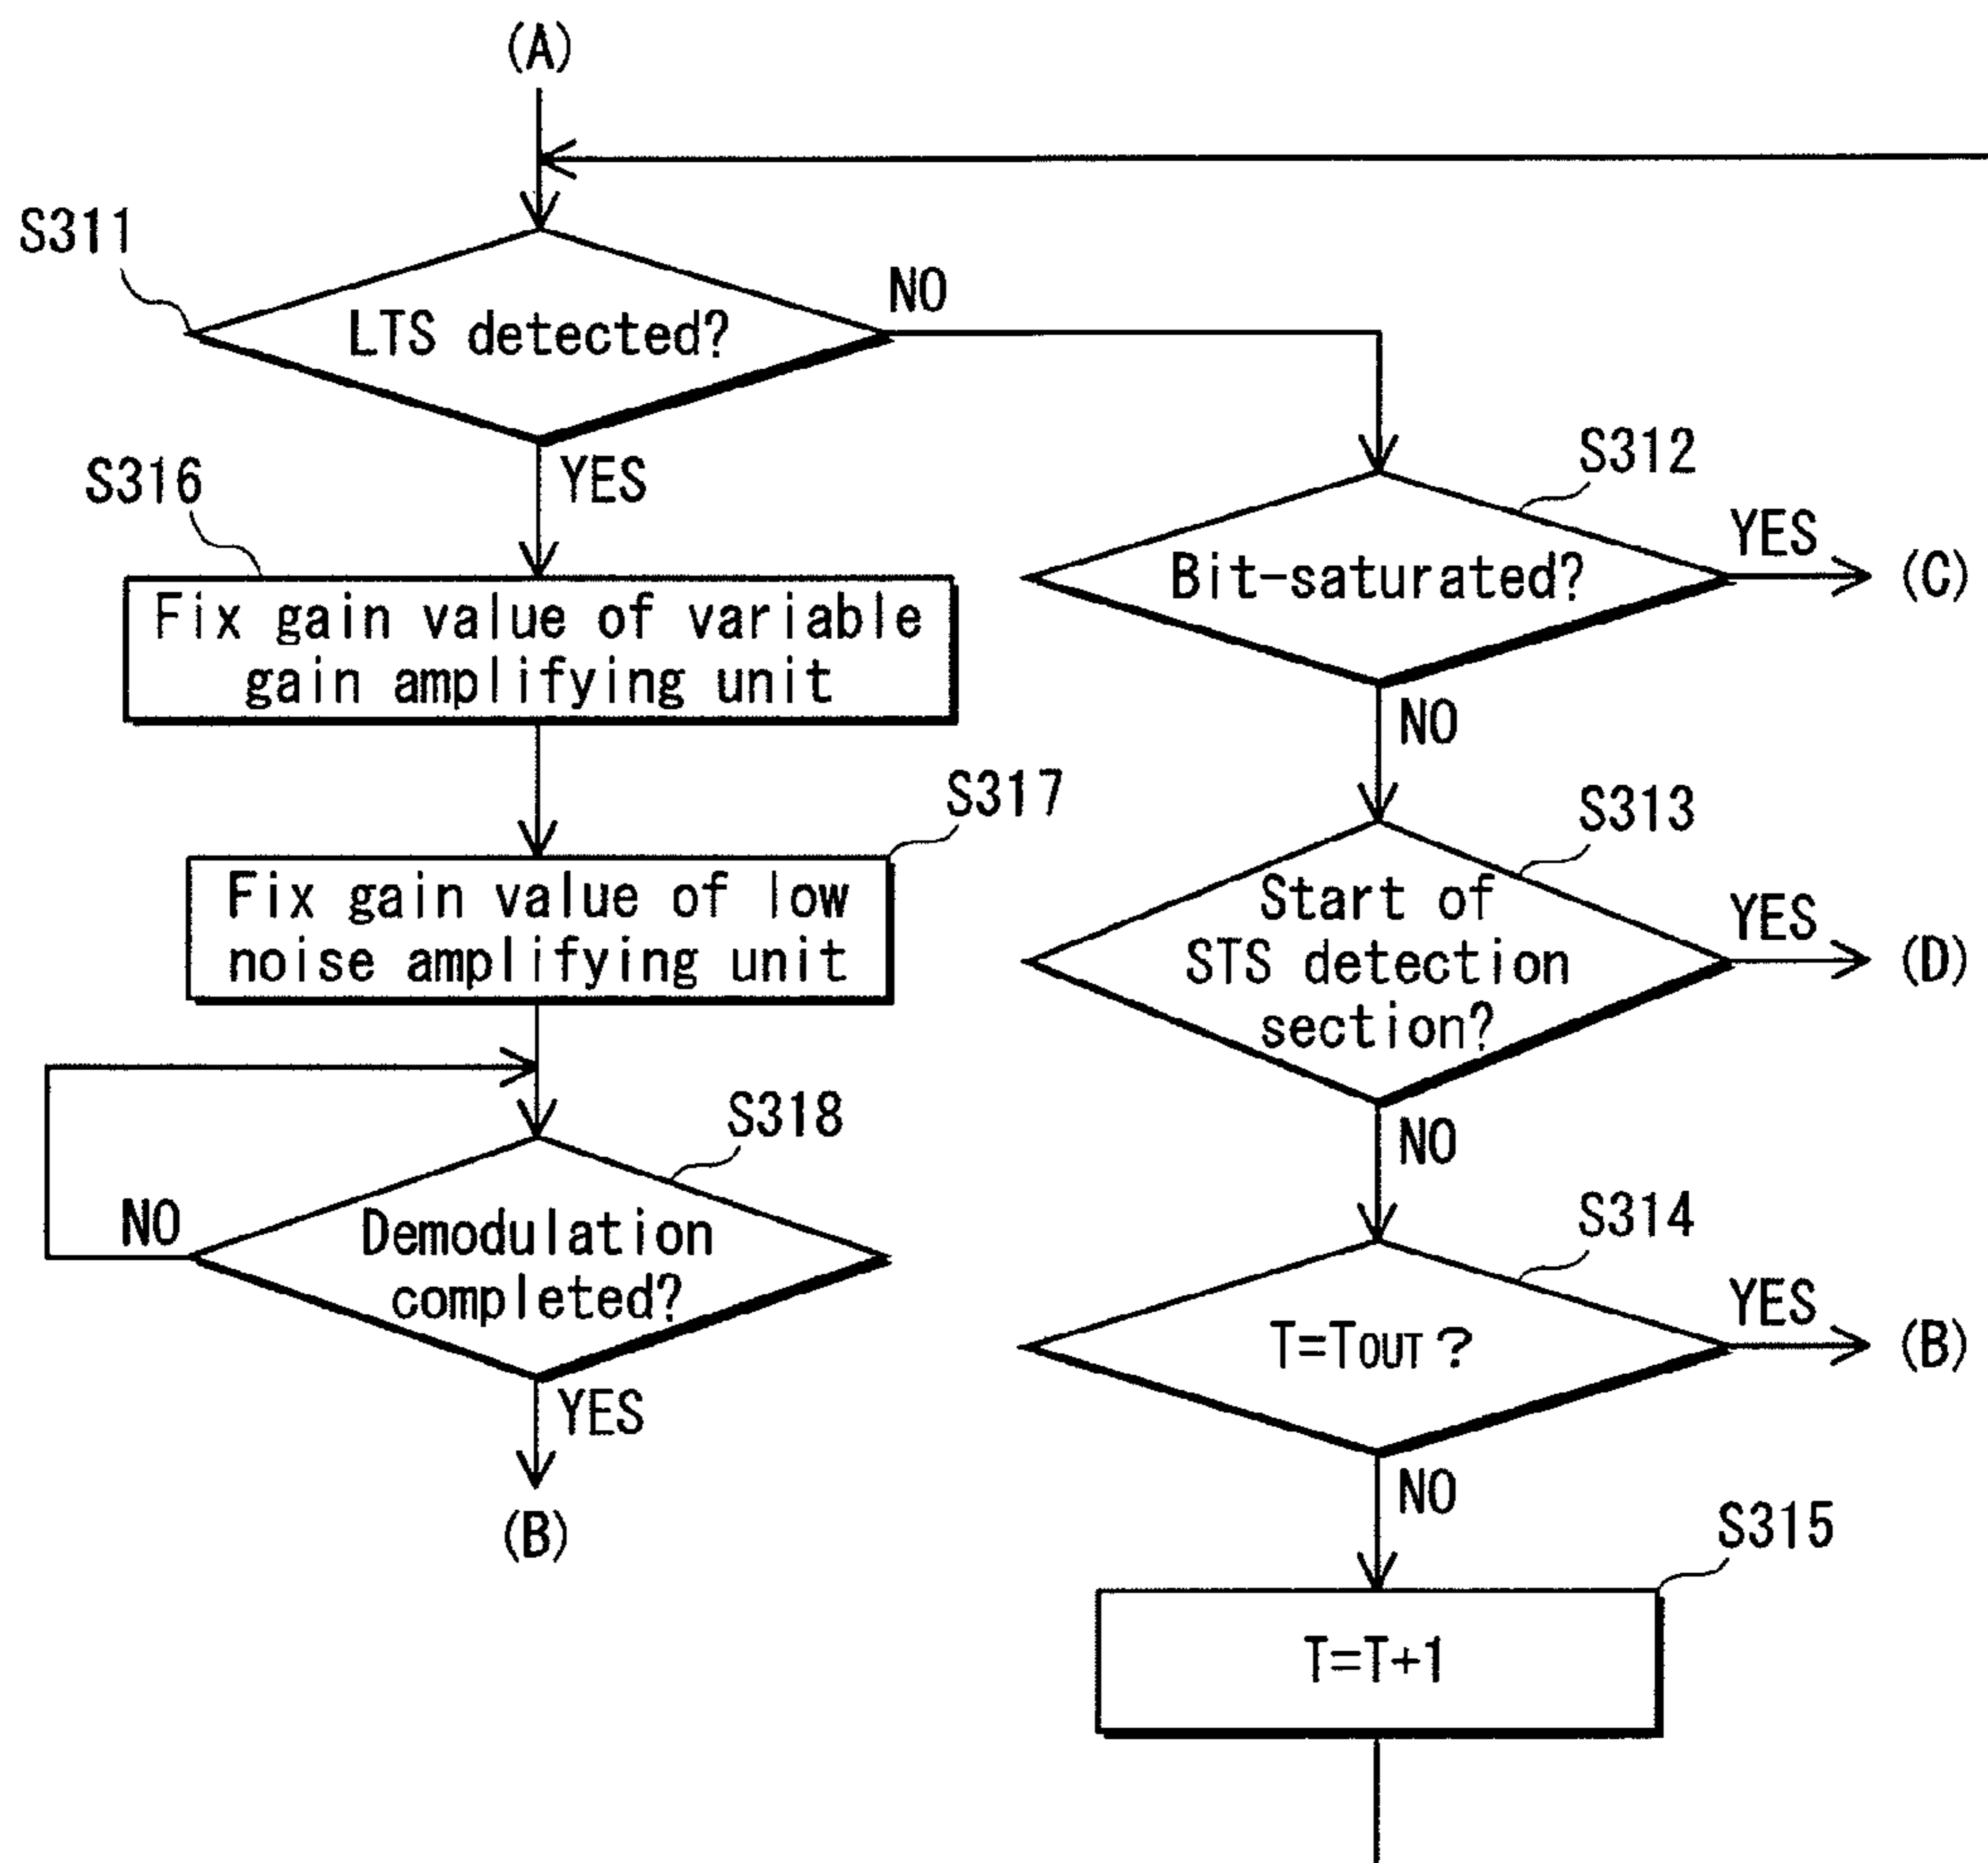 (A)
S311
LTS detected?
NO
YES
S316
Fix gain value of variable
gain amplifying unit
S317
Fix gain value of low
noise amplifying unit
S318
NO
Demodulation
completed?
YES
(B)
S312
Bit-saturated?
YES
(C)
NO
S313
Start of
STS detection
section?
YES
(D)
NO
S314
T=TOUT?
YES
(B)
NO
S315
T=T+1